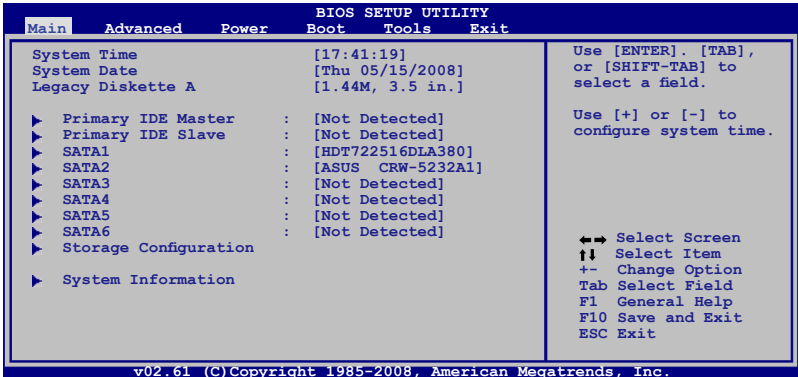 BIOS SETUP UTILITY
Main Advanced Power Boot Tools Exit
System Time [17:41:19]
System Date [Thu 05/15/2008]
Legacy Diskette A [1.44M, 3.5 in.]
Primary IDE Master : [Not Detected]
Primary IDE Slave : [Not Detected]
SATA1 : [HDT722516DLA380]
SATA2 : [ASUS CRW-5232A1]
SATA3 : [Not Detected]
SATA4 : [Not Detected]
SATA5 : [Not Detected]
SATA6 : [Not Detected]
Storage Configuration
System Information
Use [ENTER]. [TAB],
or [SHIFT-TAB] to
select a field.
Use [+] or [-] to
configure system time.
Select Screen
Select Item
+- Change Option
Tab Select Field
F1 General Help
F10 Save and Exit
ESC Exit
v02.61 (C)Copyright 1985-2008, American Megatrends, Inc.